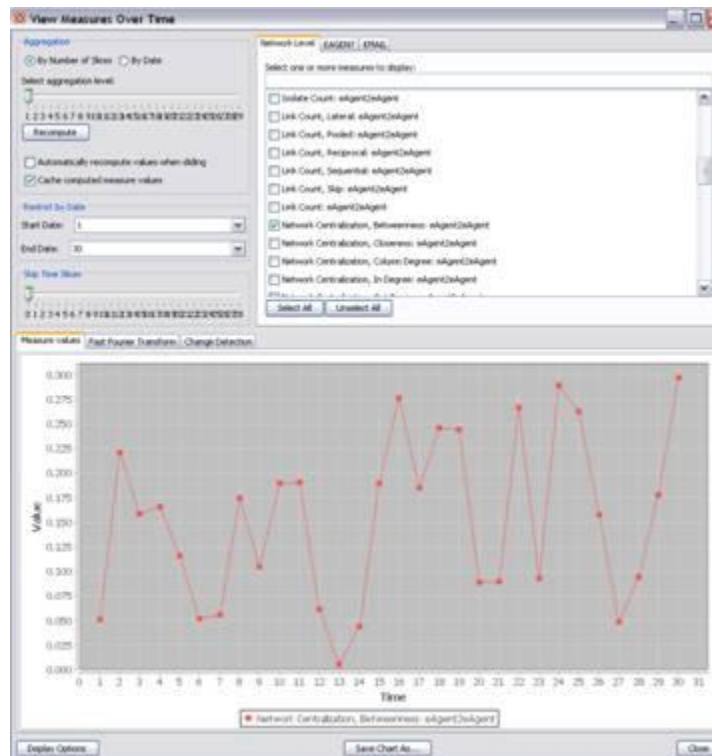 View Measures Over Time
Aggregation
By Number of Slices By Date
Select aggregation level:
Recompute
Automatically recompute values when sliding
Cache computed measure values
Restrict by Date
Start Date: 1
End Date: 30
Skip Time Slices
Network Level EAGENT EMAIL
Select one or more measures to display:
Isolate Count: eAgent2eAgent
Link Count, Lateral: eAgent2eAgent
Link Count, Pooled: eAgent2eAgent
Link Count, Reciprocal: eAgent2eAgent
Link Count, Sequential: eAgent2eAgent
Link Count, Skip: eAgent2eAgent
Link Count: eAgent2eAgent
Network Centralization, Betweenness: eAgent2eAgent
Network Centralization, Closeness: eAgent2eAgent
Network Centralization, Column Degree: eAgent2eAgent
Network Centralization, In Degree: eAgent2eAgent
Select All Unselect All
Measure values Fast Fourier Transform Change Detection
0.300
0.275
0.250
0.225
0.200
0.175
0.150
0.125
0.100
0.075
0.050
0.025
0.000
Value
0 1 2 3 4 5 6 7 8 9 10 11 12 13 14 15 16 17 18 19 20 21 22 23 24 25 26 27 28 29 30 31
Time
Network Centralization, Betweenness: eAgent2eAgent
Display Options Save Chart As... Close